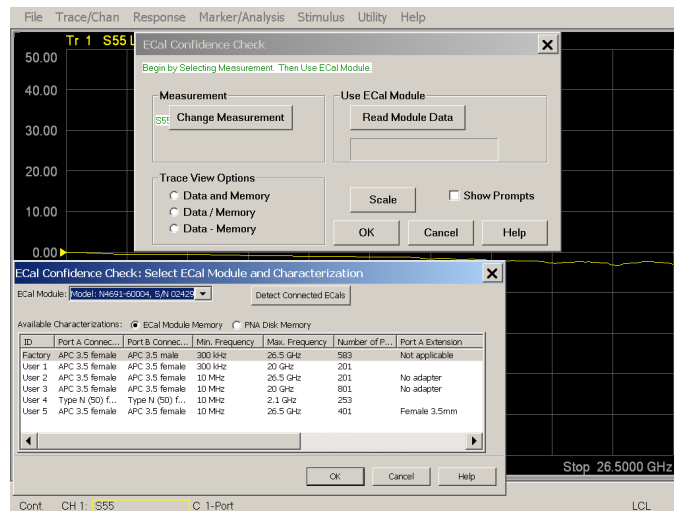 File Trace/Chan Response Marker/Analysis Stimulus Utility Help
Tr 1 S55 L
50.00
40.00
30.00
20.00
10.00
0.00
ECal Confidence Check
Begin by Selecting Measurement. Then Use ECal Module.
Measurement
S55
Change Measurement
Use ECal Module
Read Module Data
Trace View Options
Data and Memory
Data / Memory
Data - Memory
Scale
Show Prompts
OK Cancel Help
ECal Confidence Check: Select ECal Module and Characterization
ECal Module: Model: N4691-60004, S/N 02429
Detect Connected ECals
Available Characterizations: ECal Module Memory PNA Disk Memory
ID Port A Connec... Port B Connec... Min. Frequency Max. Frequency Number of P... Port A Extension
Factory APC 3.5 female APC 3.5 male 300 kHz 26.5 GHz 583 Not applicable
User 1 APC 3.5 female APC 3.5 female 300 kHz 20 GHz 201
User 2 APC 3.5 female APC 3.5 female 10 MHz 26.5 GHz 201 No adapter
User 3 APC 3.5 female APC 3.5 female 10 MHz 20 GHz 801 No adapter
User 4 Type N (50) f... Type N (50) f... 10 MHz 2.1 GHz 253
User 5 APC 3.5 female APC 3.5 female 10 MHz 26.5 GHz 401 Female 3.5mm
OK Cancel Help
Stop 26.5000 GHz
Cont. CH 1: S55 C 1-Port LCL